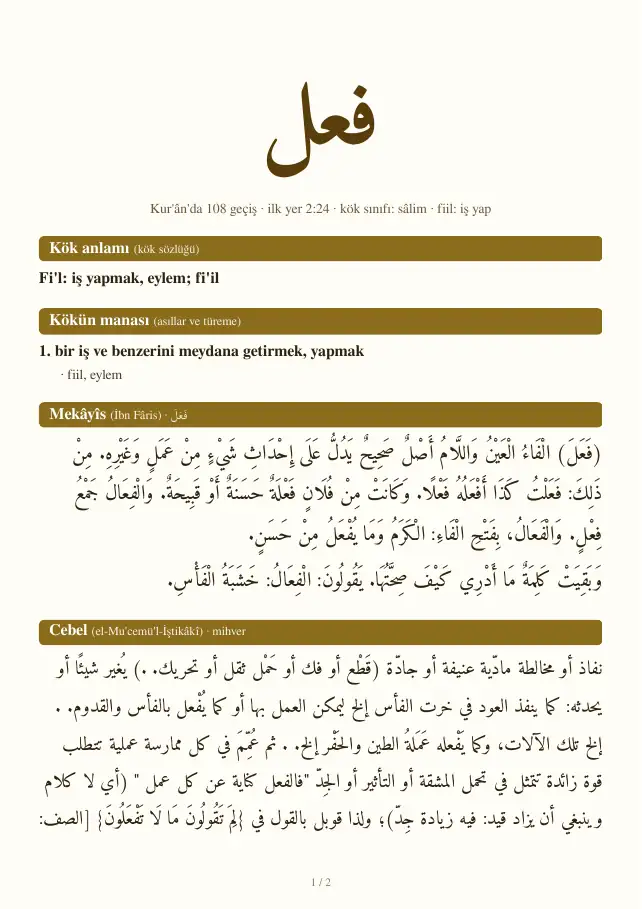 فعل
Kur'ân'da 108 geçiş · ilk yer 2:24 · kök sınıfı: sâlim · fiil: iş yap
Kök anlamı (kök sözlüğü)
Fi'l: iş yapmak, eylem; fi'il
Kökün manası (asıllar ve türeme)
1. bir iş ve benzerini meydana getirmek, yapmak
· fiil, eylem
Mekâyîs (İbn Fâris) · فَعَلَ
(فَعَلَ) الْفَاءُ الْعَيْنُ وَاللَّامُ أَصْلٌ صَحِيحٌ يَدُلُّ عَلَى إِحْدَاثِ شَيْءٍ مِنْ عَمَلٍ وَغَيْرِهِ. مِنْ
ذَلِكَ: فَعَلْتُ كَذَا أَفْعَلُهُ فَعْلًا. وَكَانَتْ مِنْ فُلَانٍ فَعْلَةٌ حَسَنَةٌ أَوْ قَبِيحَةٌ. وَالْفِعَالُ جَمْعُ
فِعْلٍ. وَالْفَعَالُ، بِفَتْحِ الْفَاءِ: الْكَرَمُ وَمَا يُفْعَلُ مِنْ حَسَنٍ.
وَبَقِيَتْ كَلِمَةٌ مَا أَدْرِي كَيْفَ صِحَّتُهَا. يَقُولُونَ: الْفِعَالُ: خَشَبَةُ الْفَأْسِ.
Cebel (el-Mu'cemü'l-İştikâkî) · mihver
نفاذ أو مخالطة مادّية عنيفة أو جادّة (قَطْع أو فك أو حَمْل ثقل أو تحريك. .) يُغير شيئًا أو
يحدثه: كما ينفذ العود في خرت الفأس إلخ ليمكن العمل بها أو كما يُفْعل بالفأس والقدوم. .
إلخ تلك الآلات، وكما يَفْعله عَمَلةُ الطين والحَفْر إلخ. . ثم عُمِّمَ في كل ممارسة عملية تتطلب
قوة زائدة تتمثل في تحمل المشقة أو التأثير أو الجِدّ "فالفعل كناية عن كل عمل " (أي لا كلام
وينبغي أن يزاد قيد: فيه زيادة جِدّ)؛ ولذا قوبل بالقول في {لِمَ تَقُولُونَ مَا لَا تَفْعَلُونَ} [الصف:
1 / 2